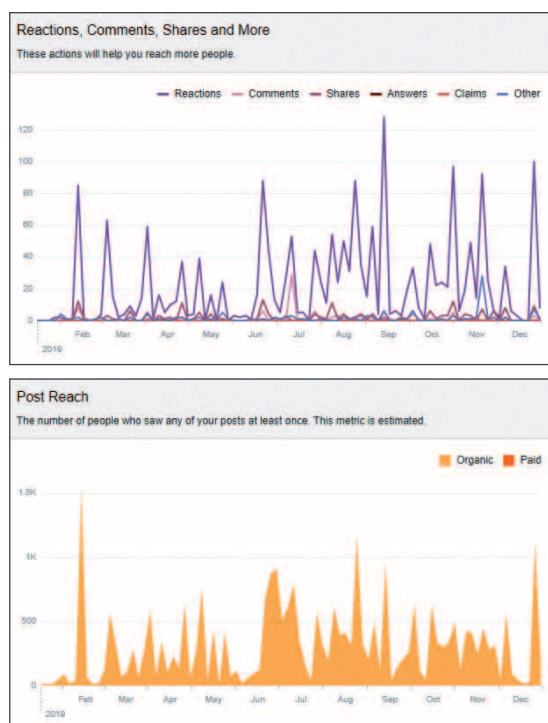 Reactions, Comments, Shares and More
These actions will help you reach more people.
Reactions Comments Shares Answers Claims Other
120
100
80
60
40
20
0
Feb Mar Apr May Jun Jul Aug Sep Oct Nov Dec
2019
Post Reach
The number of people who saw any of your posts at least once. This metric is estimated.
Organic Paid
1.5K
1K
500
0
Feb Mar Apr May Jun Jul Aug Sep Oct Nov Dec
2019